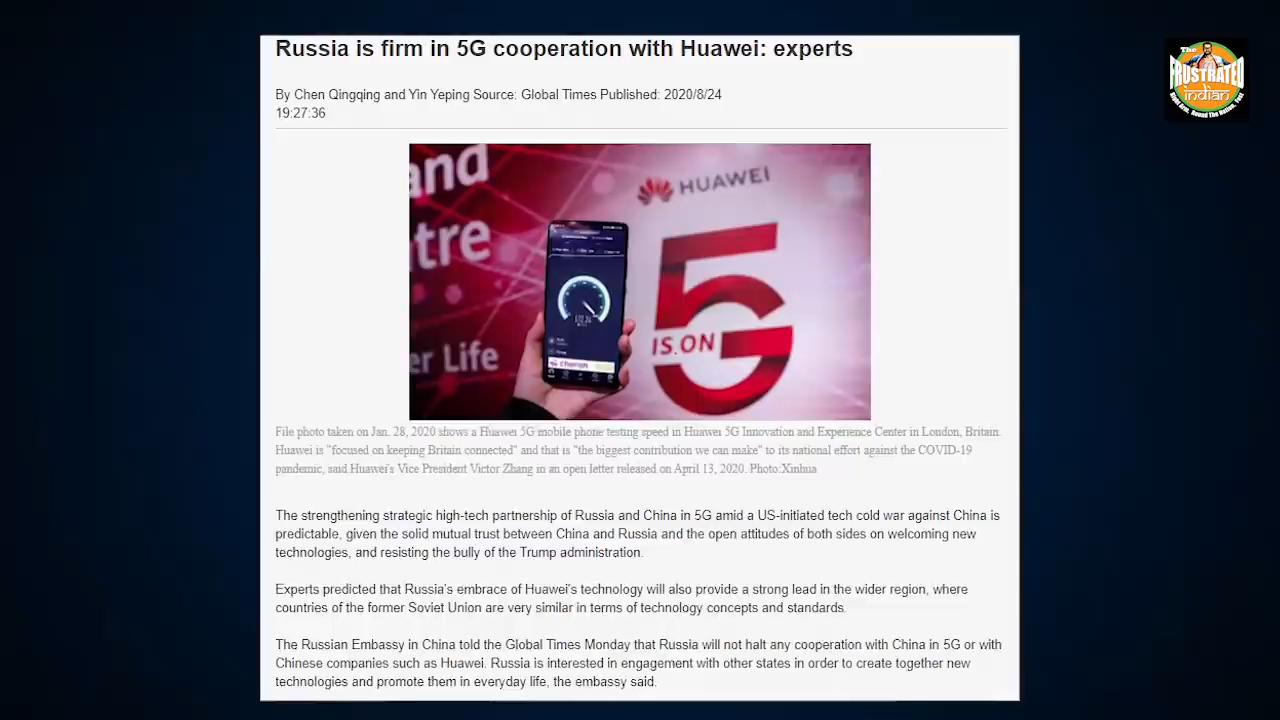 Russia is firm in 5G cooperation with Huawei: experts
The
FRUSTRATED
indian
By Chen Qingqing and Yin Yeping Source: Global Times Published: 2020/8/24
19:27:36
and
tre
er Life
HUAWEI
5G
IS ON
File photo taken on Jan. 28, 2020 shows a Huawei 5G mobile phone testing speed in Huawei 5G Innovation and Experience Center in London, Britain.
Huawei is "focused on keeping Britain connected" and that is "the biggest contribution we can make" to its national effort against the COVID-19
pandemic, said Huawei's Vice President Victor Zhang in an open letter released on April 13, 2020. Photo:Xinhua
The strengthening strategic high-tech partnership of Russia and China in 5G amid a US-initiated tech cold war against China is
predictable, given the solid mutual trust between China and Russia and the open attitudes of both sides on welcoming new
technologies, and resisting the bully of the Trump administration.
Experts predicted that Russia's embrace of Huawei's technology will also provide a strong lead in the wider region, where
countries of the former Soviet Union are very similar in terms of technology concepts and standards.
The Russian Embassy in China told the Global Times Monday that Russia will not halt any cooperation with China in 5G or with
Chinese companies such as Huawei. Russia is interested in engagement with other states in order to create together new
technologies and promote them in everyday life, the embassy said.